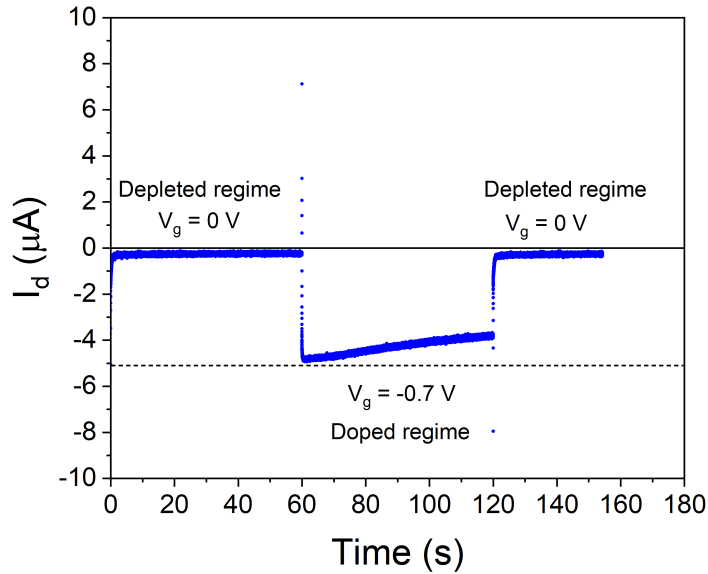 10
8
6
4
2
0
-2
-4
-6
-8
-10
I_d (μA)
Depleted regime
V_g = 0 V
Depleted regime
V_g = 0 V
V_g = -0.7 V
Doped regime
0 20 40 60 80 100 120 140 160 180
Time (s)